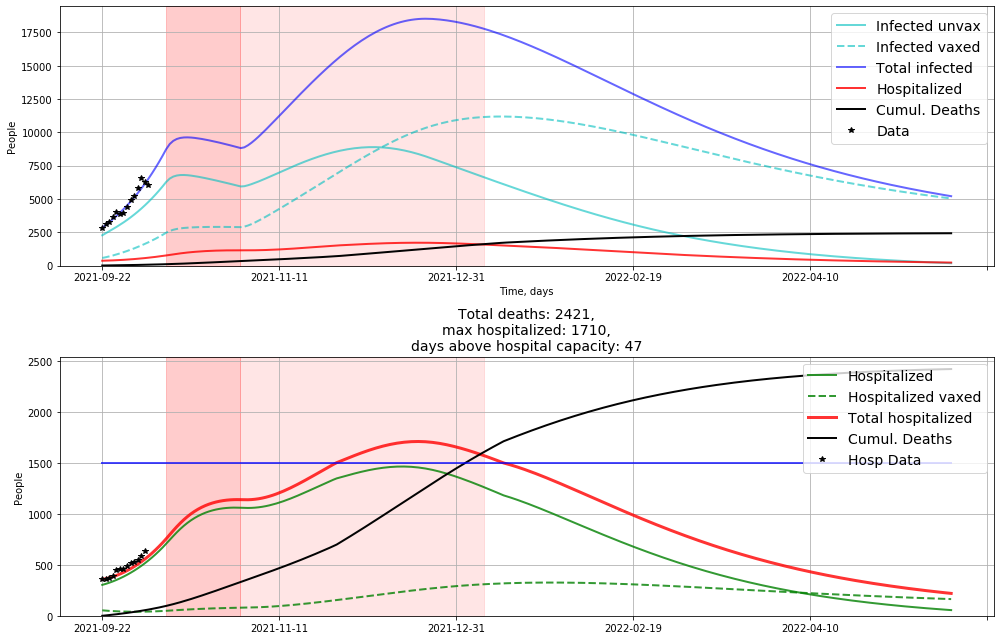 17500
15000
12500
10000
7500
5000
2500
0
People
Infected unvax
Infected vaxed
Total infected
Hospitalized
Cumul. Deaths
Data
2021-09-22
2021-11-11
2021-12-31
2022-02-19
2022-04-10
Time, days
Total deaths: 2421,
max hospitalized: 1710,
days above hospital capacity: 47
2500
2000
1500
1000
500
0
People
Hospitalized
Hospitalized vaxed
Total hospitalized
Cumul. Deaths
Hosp Data
2021-09-22
2021-11-11
2021-12-31
2022-02-19
2022-04-10